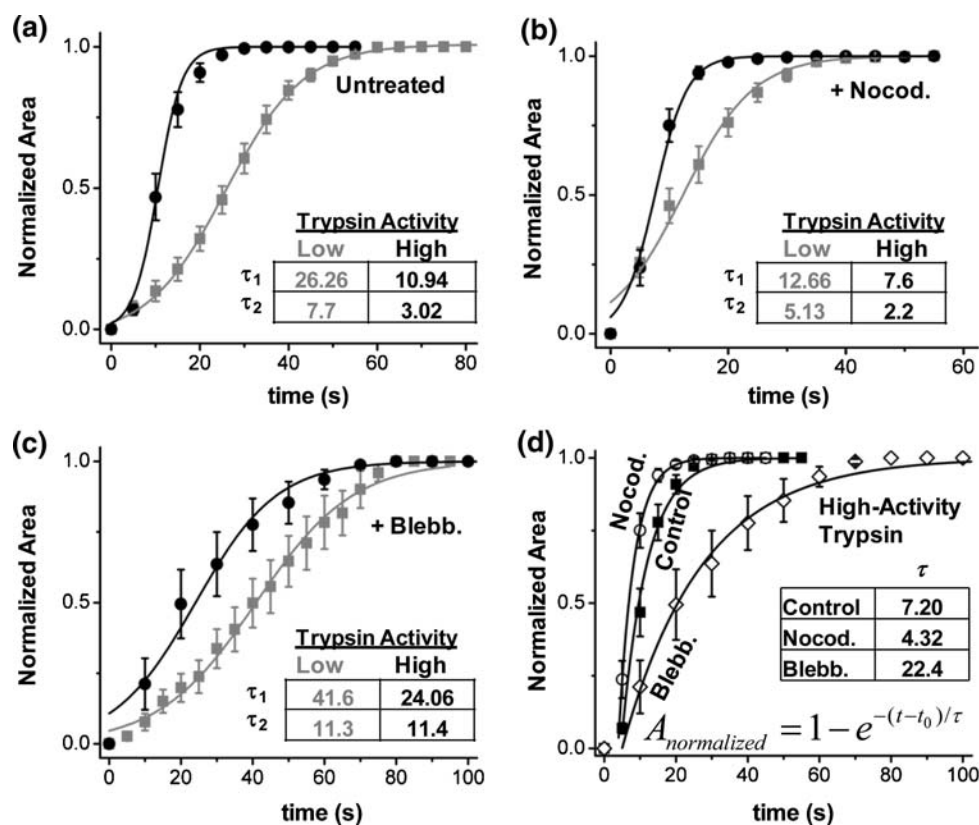 (a)
Normalized Area
1.0
0.5
0.0
Untreated
Trypsin Activity
Low High
τ1 26.26 10.94
τ2 7.7 3.02
0 20 40 60 80
time (s)
(b)
Normalized Area
1.0
0.5
0.0
+ Nocod.
Trypsin Activity
Low High
τ1 12.66 7.6
τ2 5.13 2.2
0 20 40 60
time (s)
(c)
Normalized Area
1.0
0.5
0.0
+ Blebb.
Trypsin Activity
Low High
τ1 41.6 24.06
τ2 11.3 11.4
0 20 40 60 80 100
time (s)
(d)
Normalized Area
1.0
0.5
0.0
Nocod.
Control
Blebb.
High-Activity
Trypsin
τ
Control 7.20
Nocod. 4.32
Blebb. 22.4
A_normalized = 1 − e^−(t−t₀)/τ
0 20 40 60 80 100
time (s)